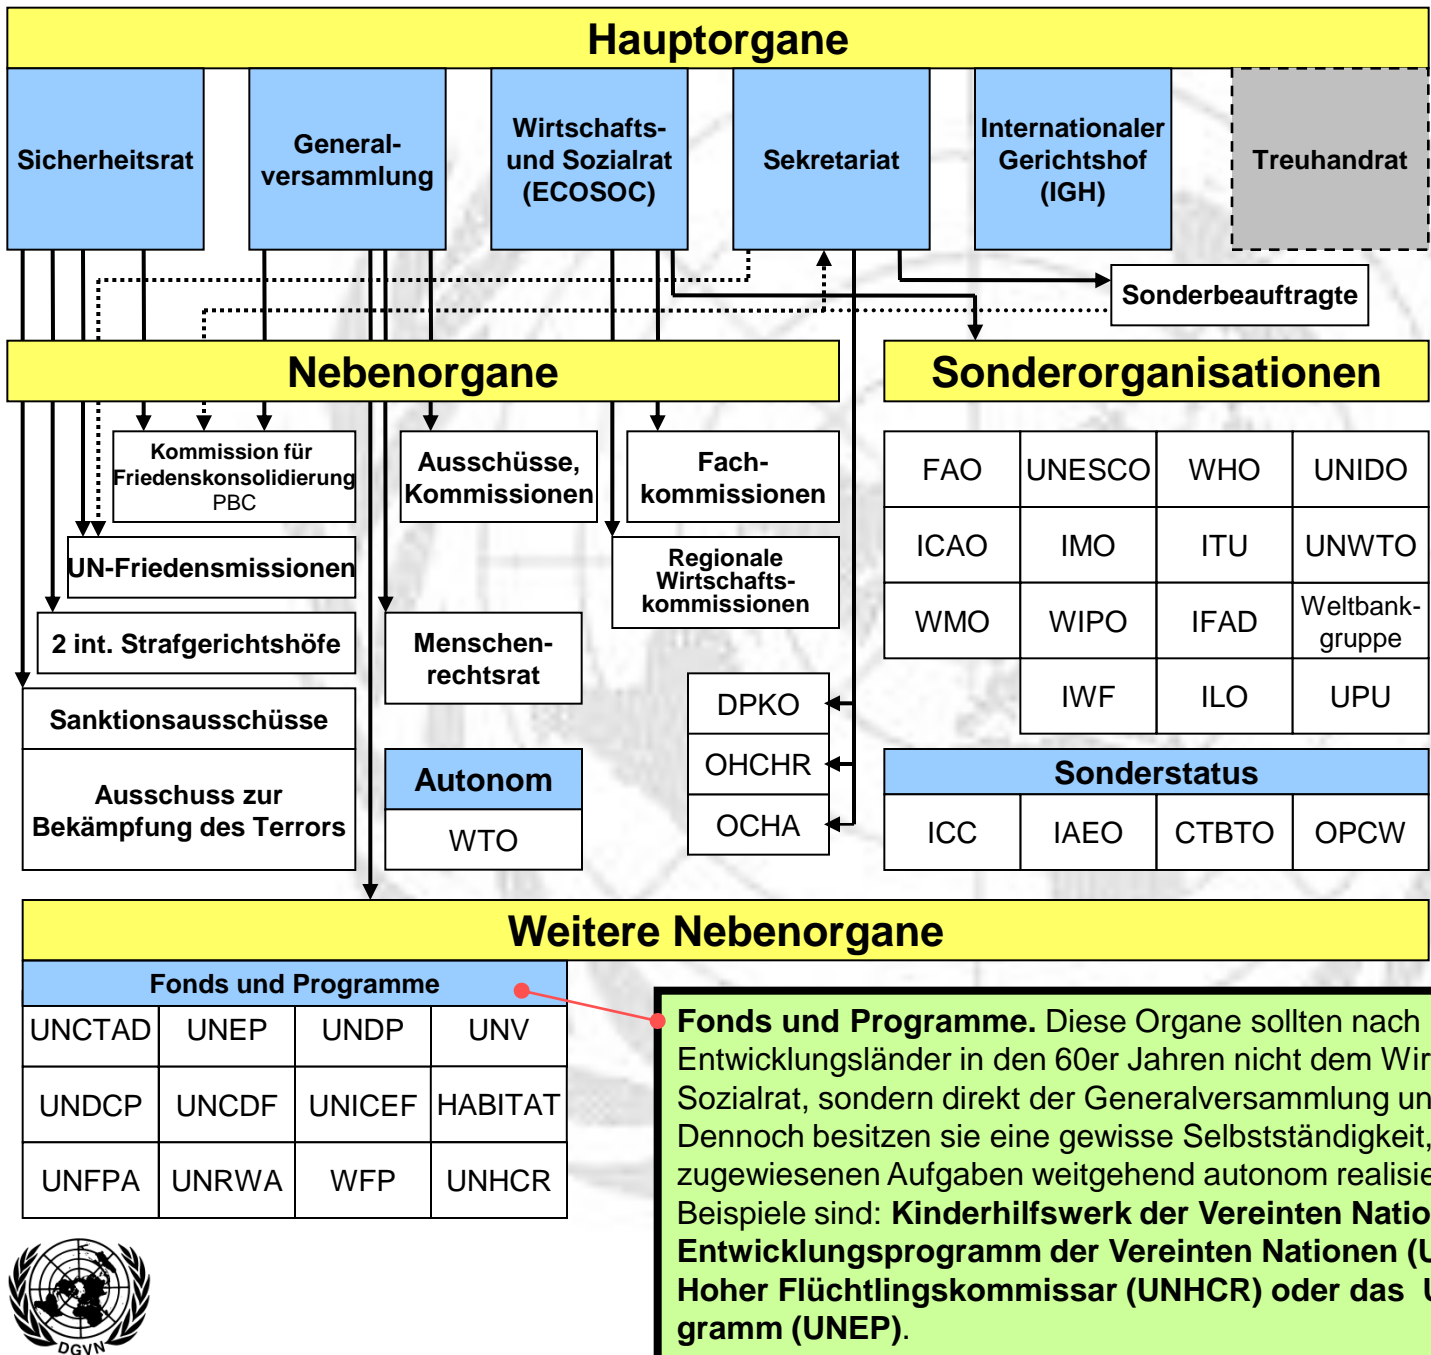 Hauptorgane
Sicherheitsrat
General-
versammlung
Wirtschafts-
und Sozialrat
(ECOSOC)
Sekretariat
Internationaler
Gerichtshof
(IGH)
Treuhandrat
Sonderbeauftragte
Nebenorgane
Sonderorganisationen
Kommission für
Friedenskonsolidierung
PBC
Ausschüsse,
Kommissionen
Fach-
kommissionen
UN-Friedensmissionen
Regionale
Wirtschafts-
kommissionen
2 int. Strafgerichtshöfe
Menschen-
rechtsrat
Sanktionsausschüsse
Ausschuss zur
Bekämpfung des Terrors
Autonom
WTO
DPKO
OHCHR
OCHA
FAO UNESCO WHO UNIDO
ICAO IMO ITU UNWTO
WMO WIPO IFAD Weltbank-
gruppe
IWF ILO UPU
Sonderstatus
ICC IAEO CTBTO OPCW
Weitere Nebenorgane
Fonds und Programme
UNCTAD UNEP UNDP UNV
UNDCP UNCDF UNICEF HABITAT
UNFPA UNRWA WFP UNHCR
Fonds und Programme. Diese Organe sollten nach
Entwicklungsländer in den 60er Jahren nicht dem
Sozialrat, sondern direkt der Generalversammlung
Dennoch besitzen sie eine gewisse Selbstständigkeit,
zugewiesenen Aufgaben weitgehend autonom
Beispiele sind: Kinderhilfswerk der Vereinten
Entwicklungsprogramm der Vereinten Nationen
Hoher Flüchtlingskommissar (UNHCR) oder das
gramm (UNEP).
DGVN